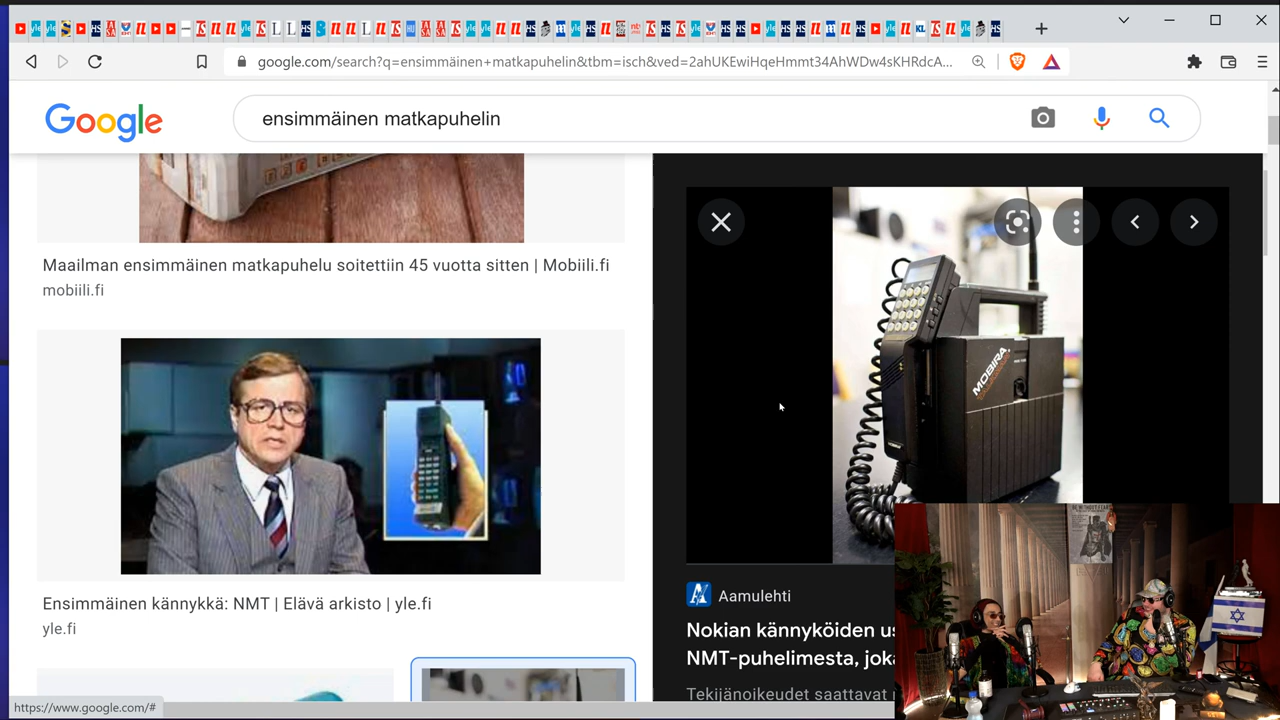 google.com/search?q=ensimmäinen+matkapuhelin&tbm=isch&ved=2ahUKEwiHqeHmmt34AhWDw4sKHRdcA...
Google
ensimmäinen matkapuhelin
Maailman ensimmäinen matkapuhelu soitettiin 45 vuotta sitten | Mobiili.fi
mobiili.fi
MOBIRA
Ensimmäinen kännykkä: NMT | Elävä arkisto | yle.fi
yle.fi
Aamulehti
Nokian kännyköiden us
NMT-puhelimesta, joka
Tekijänoikeudet saattavat
https://www.google.com/#